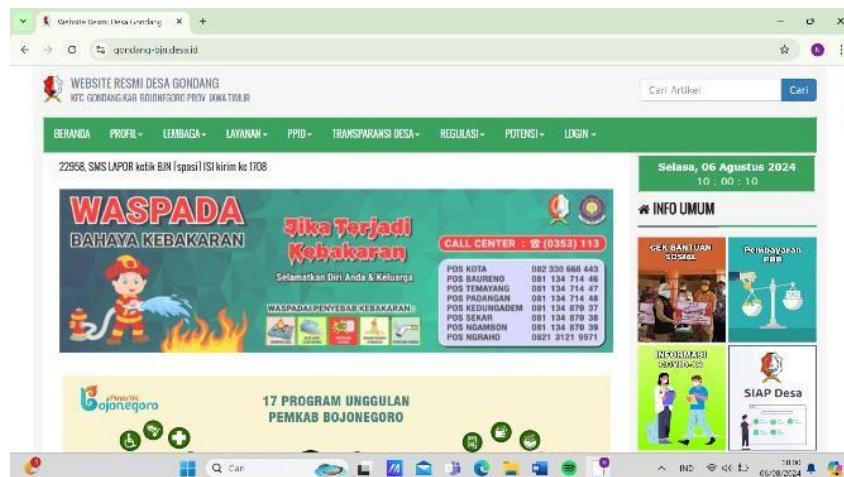 Website Resmi Desa Gondang
gondang-bjn.desa.id
WEBSITE RESMI DESA GONDANG
KEC. GONDANG KAB. BOJONEGORO PROV. JAWA TIMUR
Cari Artikel
Cari
BERANDA PROFIL LEMBAGA LAYANAN PPID TRANSPARANSI DESA REGULASI POTENSI LOGIN
22958, SMS LAPOR ketik BJN [spasi] ISI kirim ke 1708
Selasa, 06 Agustus 2024
10 : 00 : 10
INFO UMUM
WASPADA
BAHAYA KEBAKARAN
Jika Terjadi
Kebakaran
Selamatkan Diri Anda & Keluarga
WASPADAI PENYEBAB KEBAKARAN :
CALL CENTER : ☎ (0353) 113
POS KOTA 082 330 668 443
POS BAURENO 081 134 714 46
POS TEMAYANG 081 134 714 47
POS PADANGAN 081 134 714 48
POS KEDUNGADEM 081 134 870 37
POS SEKAR 081 134 870 38
POS NGAMBON 081 134 870 39
POS NGRAHO 0821 3121 9971
CEK BANTUAN
SOSIAL
Pembayaran
PBB
INFORMASI
COVID-19
SIAP Desa
Bojonegoro
17 PROGRAM UNGGULAN
PEMKAB BOJONEGORO
Cari
IND
10:00
06/08/2024